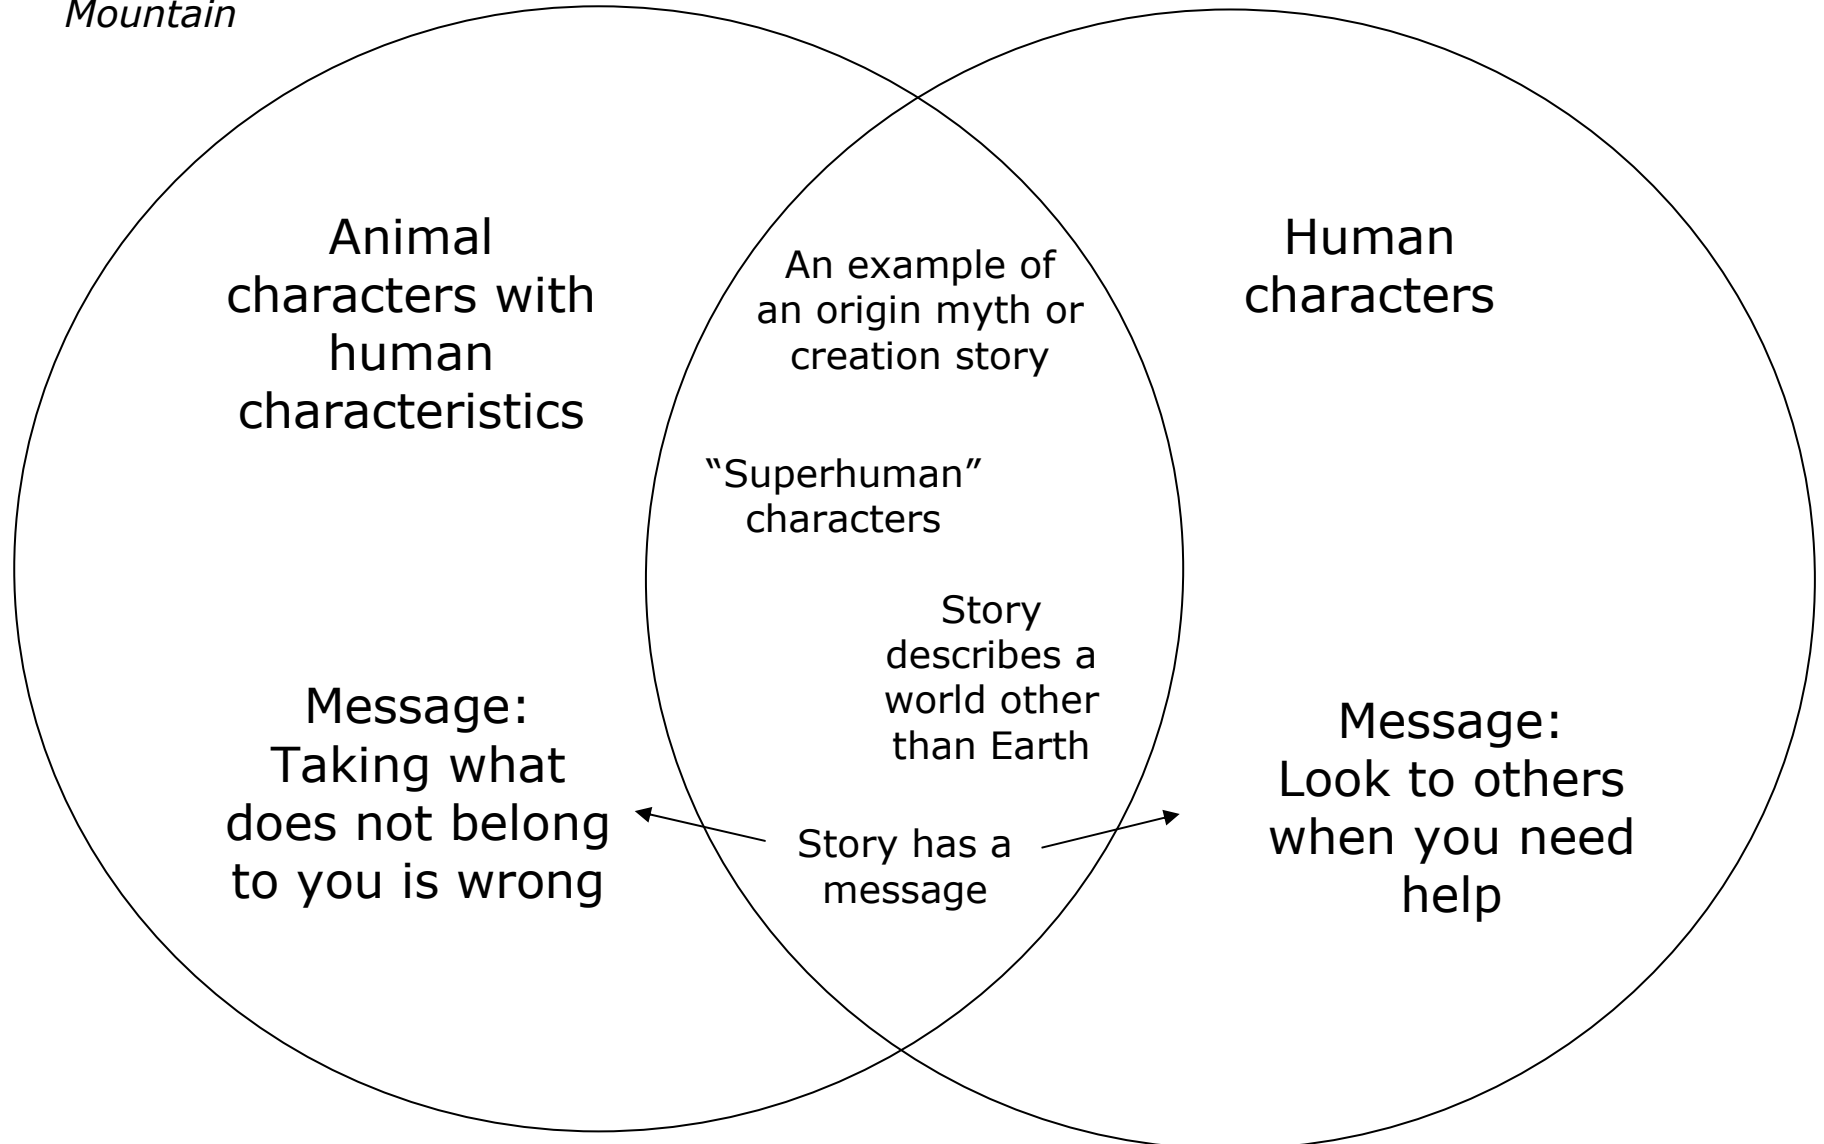 Mountain
Animal
characters with
human
characteristics
An example of
an origin myth or
creation story
Human
characters
“Superhuman”
characters
Story
describes a
world other
than Earth
Message:
Taking what
does not belong
to you is wrong
Story has a
message
Message:
Look to others
when you need
help